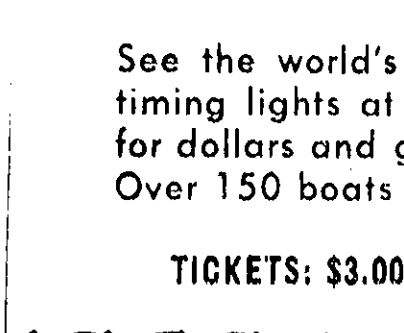 See the world's
timing lights at
for dollars and
Over 150 boats
TICKETS: $3.00